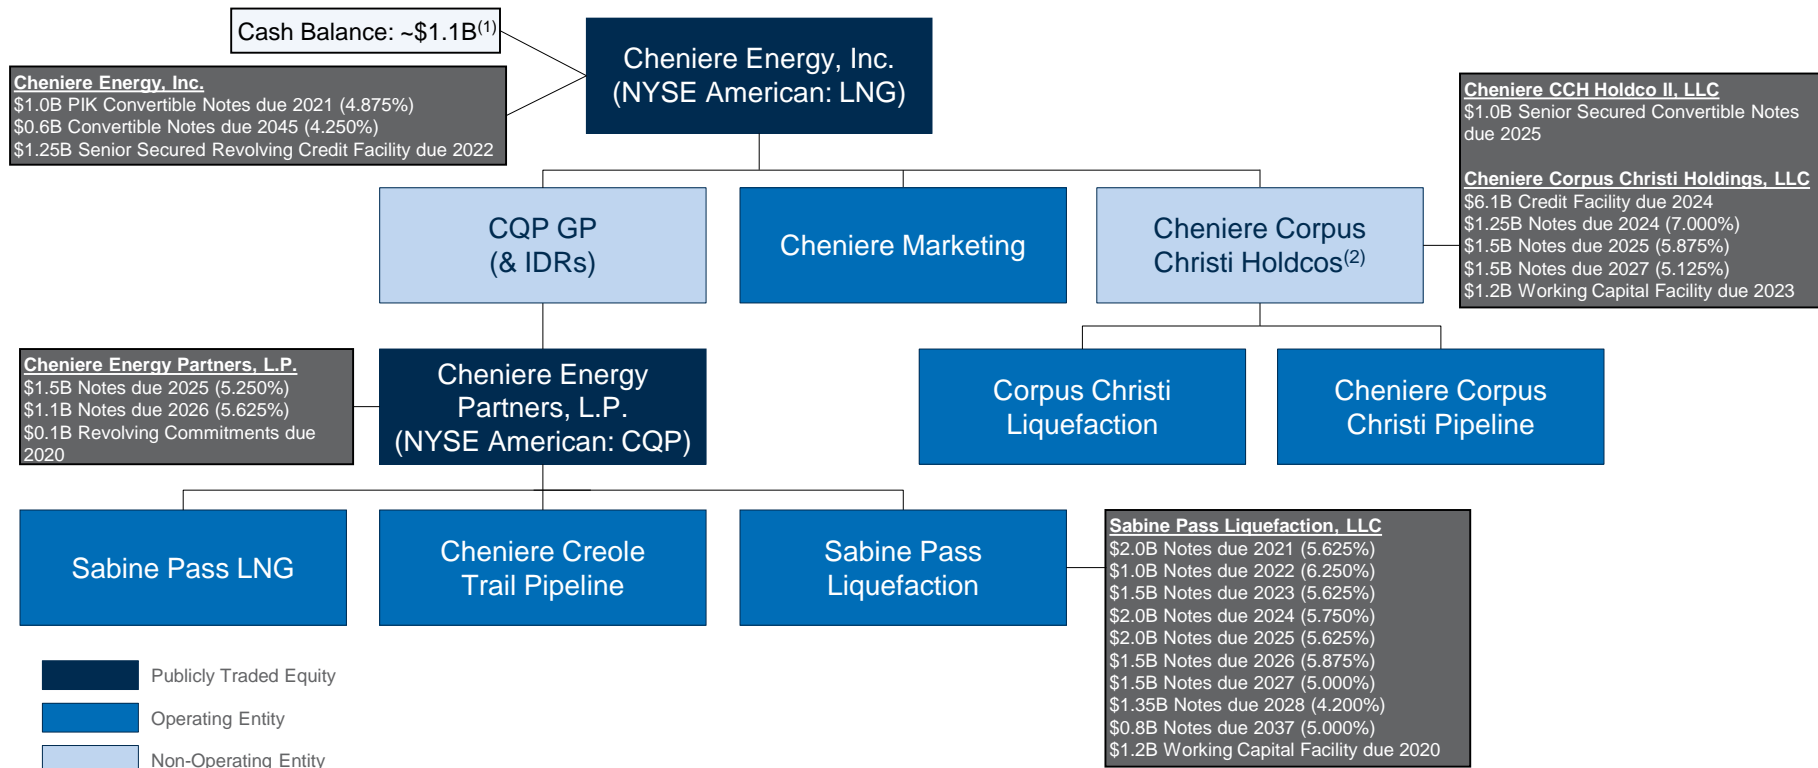 Cash Balance: ~$1.1B(1)
Cheniere Energy, Inc.
(NYSE American: LNG)
Cheniere Energy, Inc.
$1.0B PIK Convertible Notes due 2021 (4.875%)
$0.6B Convertible Notes due 2045 (4.250%)
$1.25B Senior Secured Revolving Credit Facility due 2022
Cheniere CCH Holdco II, LLC
$1.0B Senior Secured Convertible Notes
due 2025
Cheniere Corpus Christi Holdings, LLC
$6.1B Credit Facility due 2024
$1.25B Notes due 2024 (7.000%)
$1.5B Notes due 2025 (5.875%)
$1.5B Notes due 2027 (5.125%)
$1.2B Working Capital Facility due 2023
CQP GP
(& IDRs)
Cheniere Marketing
Cheniere Corpus
Christi Holdcos(2)
Cheniere Energy Partners, L.P.
$1.5B Notes due 2025 (5.250%)
$1.1B Notes due 2026 (5.625%)
$0.1B Revolving Commitments due
2020
Cheniere Energy
Partners, L.P.
(NYSE American: CQP)
Corpus Christi
Liquefaction
Cheniere Corpus
Christi Pipeline
Sabine Pass LNG
Cheniere Creole
Trail Pipeline
Sabine Pass
Liquefaction
Sabine Pass Liquefaction, LLC
$2.0B Notes due 2021 (5.625%)
$1.0B Notes due 2022 (6.250%)
$1.5B Notes due 2023 (5.625%)
$2.0B Notes due 2024 (5.750%)
$2.0B Notes due 2025 (5.625%)
$1.5B Notes due 2026 (5.875%)
$1.5B Notes due 2027 (5.000%)
$1.35B Notes due 2028 (4.200%)
$0.8B Notes due 2037 (5.000%)
$1.2B Working Capital Facility due 2020
Publicly Traded Equity
Operating Entity
Non-Operating Entity